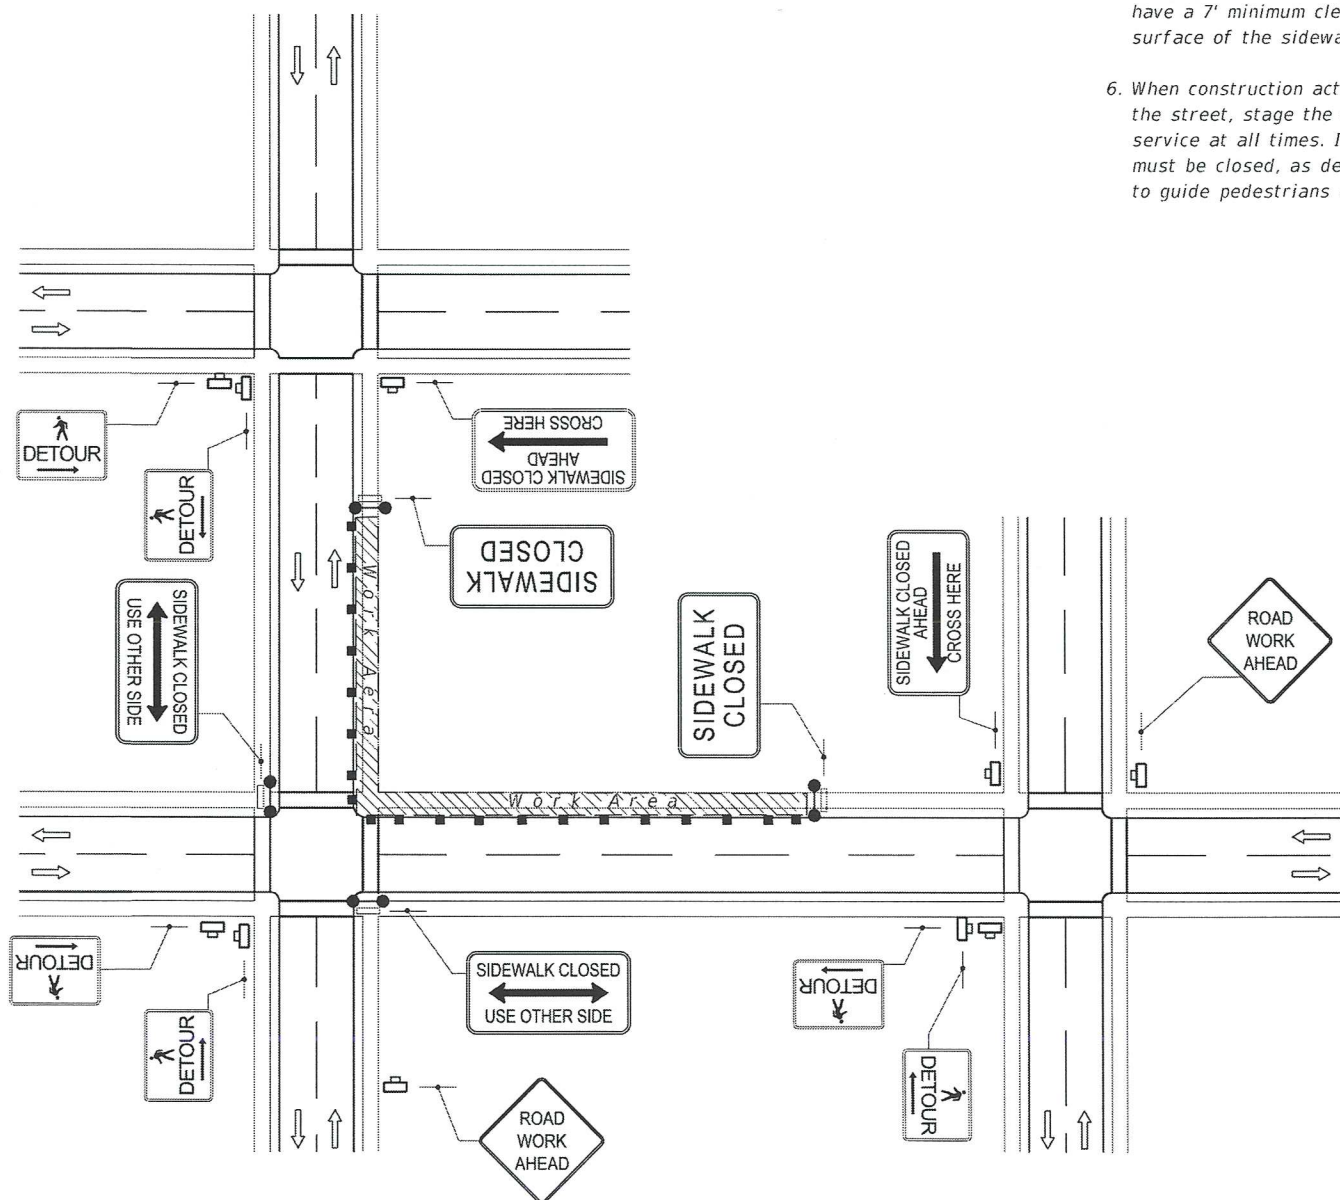 have a 7' minimum cle
surface of the sidewa
6. When construction act
the street, stage the
service at all times. I
must be closed, as de
to guide pedestrians
DETOUR
DETOUR
SIDEWALK CLOSED
AHEAD
CROSS HERE
SIDEWALK
CLOSED
SIDEWALK CLOSED
USE OTHER SIDE
Work Aera
SIDEWALK
CLOSED
SIDEWALK CLOSED
AHEAD
CROSS HERE
ROAD
WORK
AHEAD
Work Area
DETOUR
DETOUR
SIDEWALK CLOSED
USE OTHER SIDE
DETOUR
DETOUR
ROAD
WORK
AHEAD